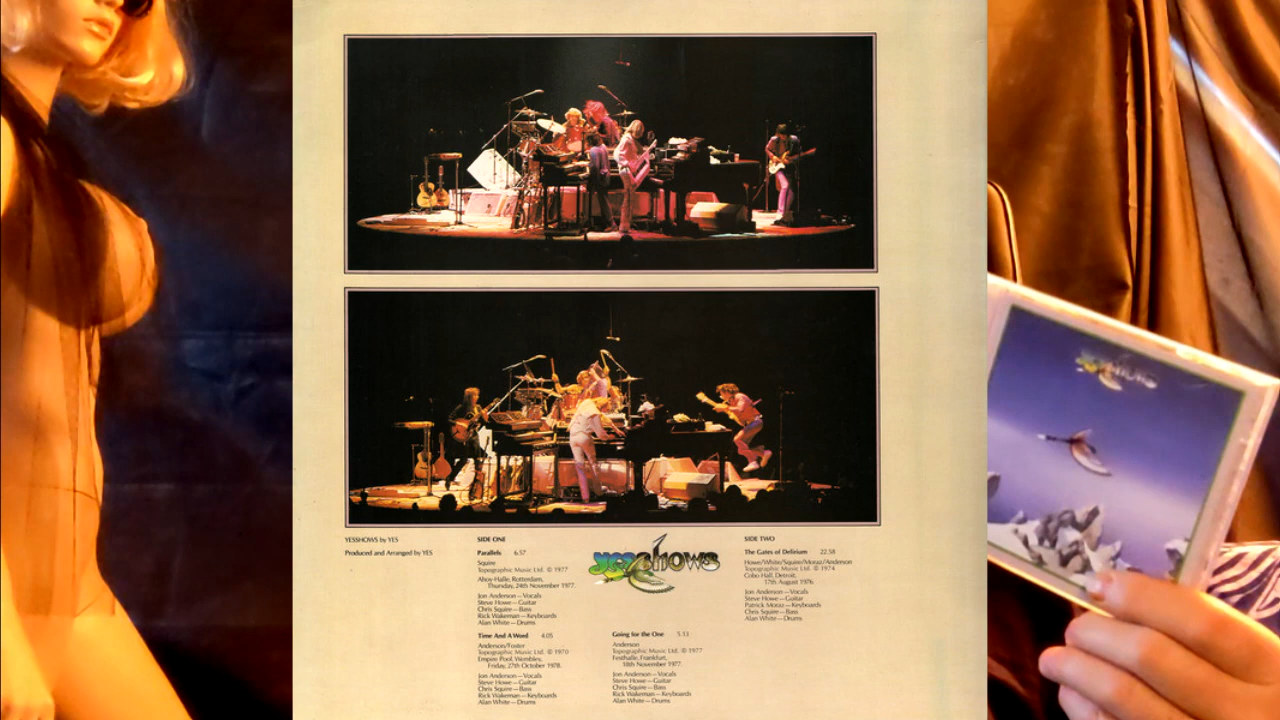 YESSHOWS by YES
Produced and Arranged by YES
SIDE ONE
Parallels 6.57
Squire
Topographic Music Ltd. © 1977
Ahoy-Halle, Rotterdam,
Thursday, 24th November 1977.
Jon Anderson—Vocals
Steve Howe—Guitar
Chris Squire—Bass
Rick Wakeman—Keyboards
Alan White—Drums
Time And A Word 4.05
Anderson/Foster
Topographic Music Ltd. © 1970
Empire Pool, Wembley,
Friday, 27th October 1978.
Jon Anderson—Vocals
Steve Howe—Guitar
Chris Squire—Bass
Rick Wakeman—Keyboards
Alan White—Drums
yesshows
Going for the One 5.13
Anderson
Topographic Music Ltd. © 1977
Festhalle, Frankfurt,
18th November 1977.
Jon Anderson—Vocals
Steve Howe—Guitar
Chris Squire—Bass
Rick Wakeman—Keyboards
Alan White—Drums
SIDE TWO
The Gates of Delirium 22.58
Howe/White/Squire/Moraz/Anderson
Topographic Music Ltd. © 1974
Cobo Hall, Detroit,
17th August 1976.
Jon Anderson—Vocals
Steve Howe—Guitar
Patrick Moraz—Keyboards
Chris Squire—Bass
Alan White—Drums
yesshows